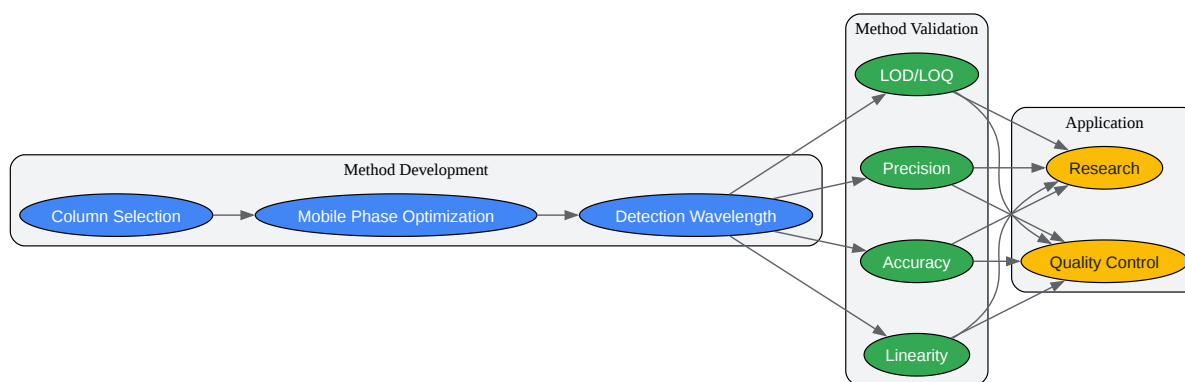 Method Development
Column Selection
Mobile Phase Optimization
Detection Wavelength
Method Validation
LOD/LOQ
Precision
Accuracy
Linearity
Application
Research
Quality Control